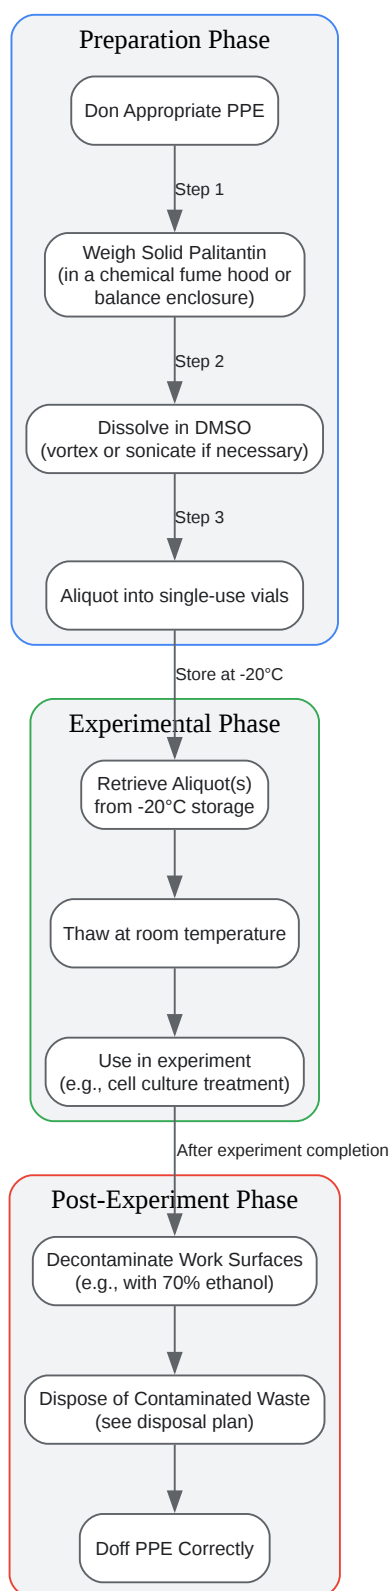 Preparation Phase
Don Appropriate PPE
Step 1
Weigh Solid Palitantin
(in a chemical fume hood or
balance enclosure)
Step 2
Dissolve in DMSO
(vortex or sonicate if necessary)
Step 3
Aliquot into single-use vials
Store at -20°C
Experimental Phase
Retrieve Aliquot(s)
from -20°C storage
Thaw at room temperature
Use in experiment
(e.g., cell culture treatment)
After experiment completion
Post-Experiment Phase
Decontaminate Work Surfaces
(e.g., with 70% ethanol)
Dispose of Contaminated Waste
(see disposal plan)
Doff PPE Correctly